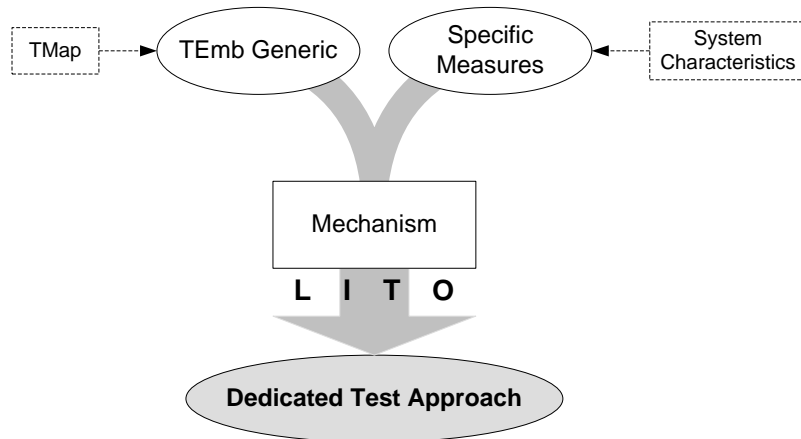 TMap
TEmb Generic
Specific
Measures
System
Characteristics
Mechanism
L I T O
Dedicated Test Approach